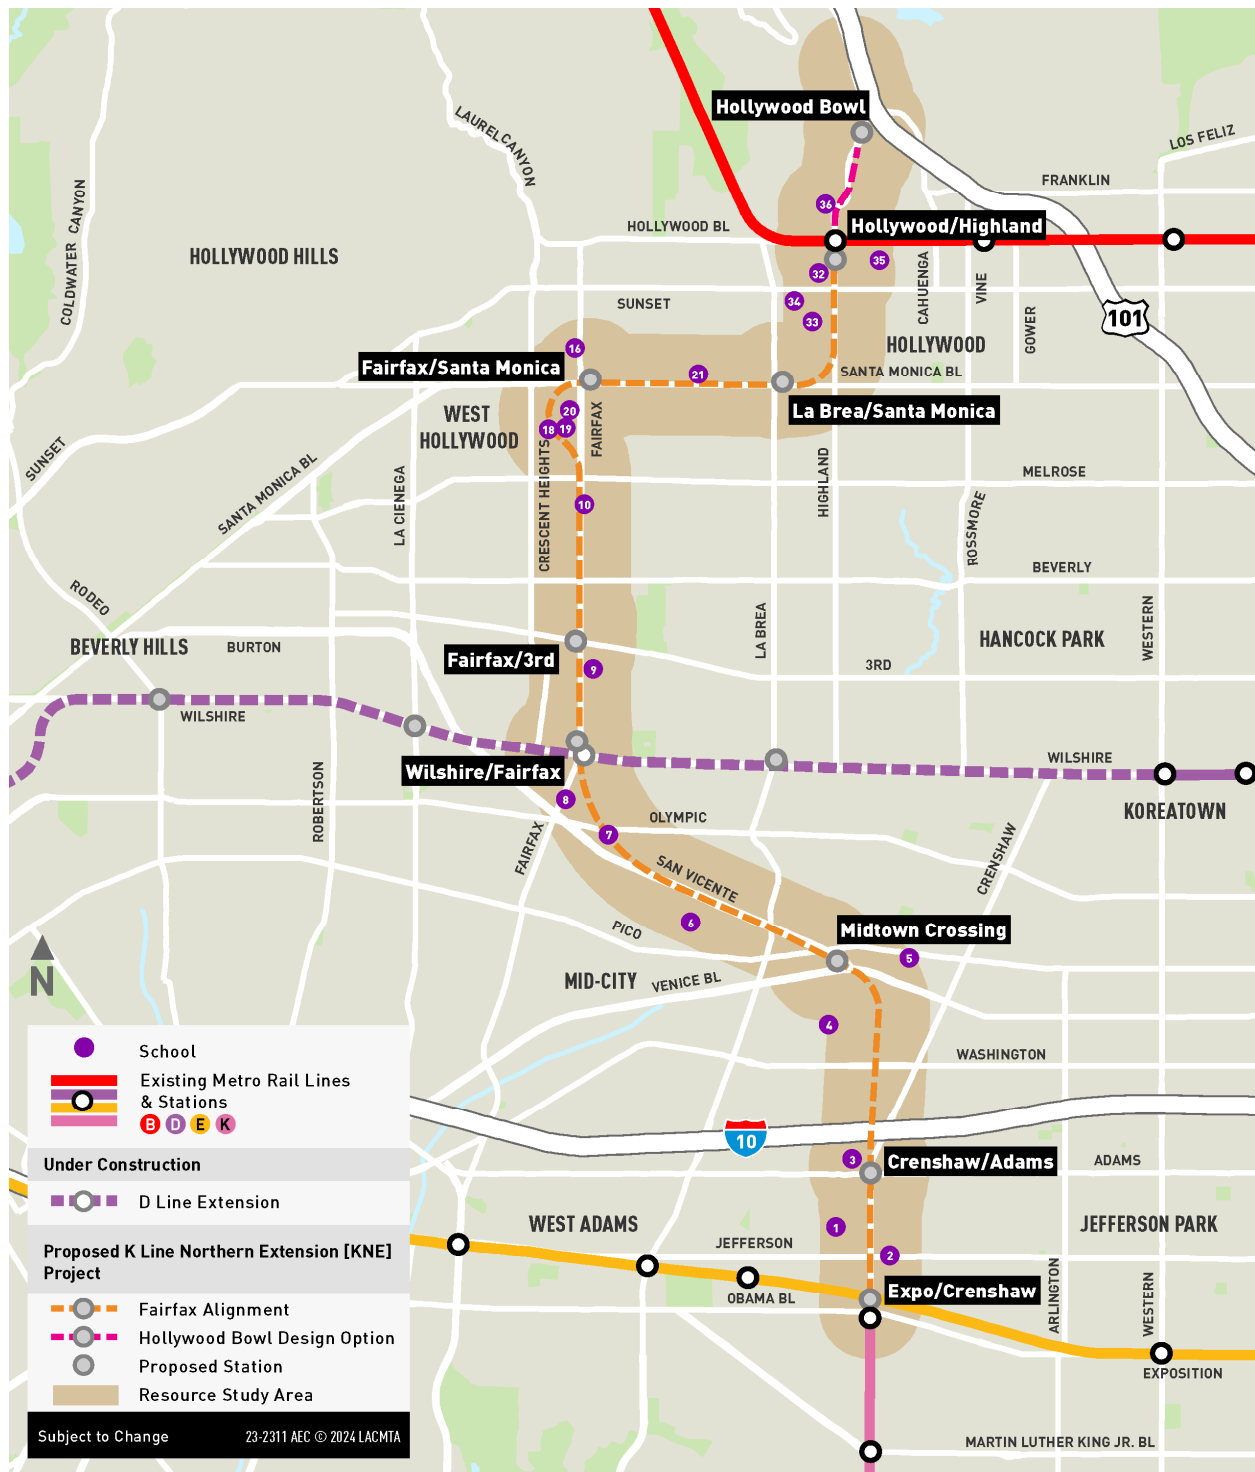 Hollywood Bowl
LAUREL CANYON
LOS FELIZ
COLDWATER CANYON
FRANKLIN
36
HOLLYWOOD BL
Hollywood/Highland
HOLLYWOOD HILLS
35
32
CAHUENGA
VINE
SUNSET
34
33
GOWER
101
HOLLYWOOD
16
Fairfax/Santa Monica
21
SANTA MONICA BL
La Brea/Santa Monica
WEST
HOLLYWOOD
20
18
19
FAIRFAX
SUNSET
SANTA MONICA BL
LA CIENEGA
CRESCENT HEIGHTS
HIGHLAND
MELROSE
10
ROSSMORE
BEVERLY
RODEO
BEVERLY HILLS
BURTON
LA BREA
HANCOCK PARK
WESTERN
Fairfax/3rd
9
3RD
WILSHIRE
Wilshire/Fairfax
WILSHIRE
8
ROBERTSON
KOREATOWN
7
OLYMPIC
FAIRFAX
CRENSHAW
SAN VICENTE
6
PICO
Midtown Crossing
5
N
MID-CITY
VENICE BL
4
WASHINGTON
10
3
Crenshaw/Adams
ADAMS
1
WEST ADAMS
JEFFERSON PARK
JEFFERSON
2
OBAMA BL
Expo/Crenshaw
ARLINGTON
WESTERN
EXPOSITION
MARTIN LUTHER KING JR. BL
School
Existing Metro Rail Lines
& Stations
B D E K
Under Construction
D Line Extension
Proposed K Line Northern Extension [KNE]
Project
Fairfax Alignment
Hollywood Bowl Design Option
Proposed Station
Resource Study Area
Subject to Change
23-2311 AEC © 2024 LACMTA